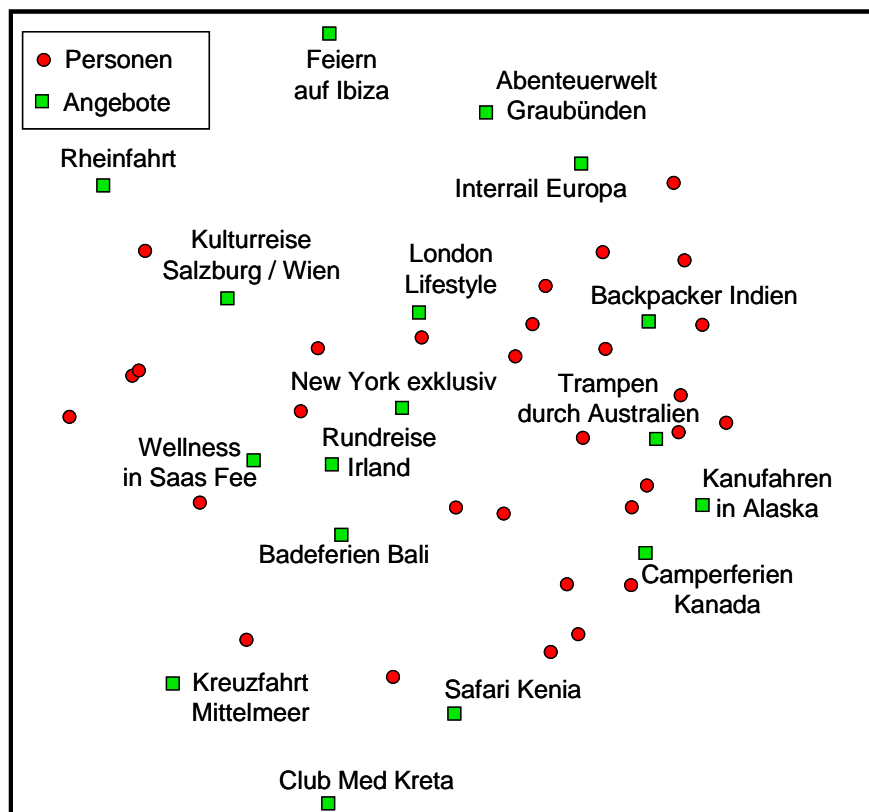 Personen
Angebote
Feiern
auf Ibiza
Abenteuerwelt
Graubünden
Rheinfahrt
Interrail Europa
Kulturreise
Salzburg / Wien
London
Lifestyle
Backpacker Indien
New York exklusiv
Trampen
durch Australien
Wellness
in Saas Fee
Rundreise
Irland
Kanufahren
in Alaska
Badeferien Bali
Camperferien
Kanada
Kreuzfahrt
Mittelmeer
Safari Kenia
Club Med Kreta